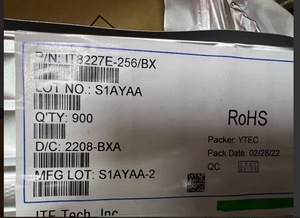 P/N: IT8227E-256/BX
LOT NO.: S1AYAA
Q'TY: 900
D/C: 2208-BXA
MFG LOT: S1AYAA-2
RoHS
Packer: YTEC
Pack Date: 02/28/22
QC:
ITE Tech. Inc.